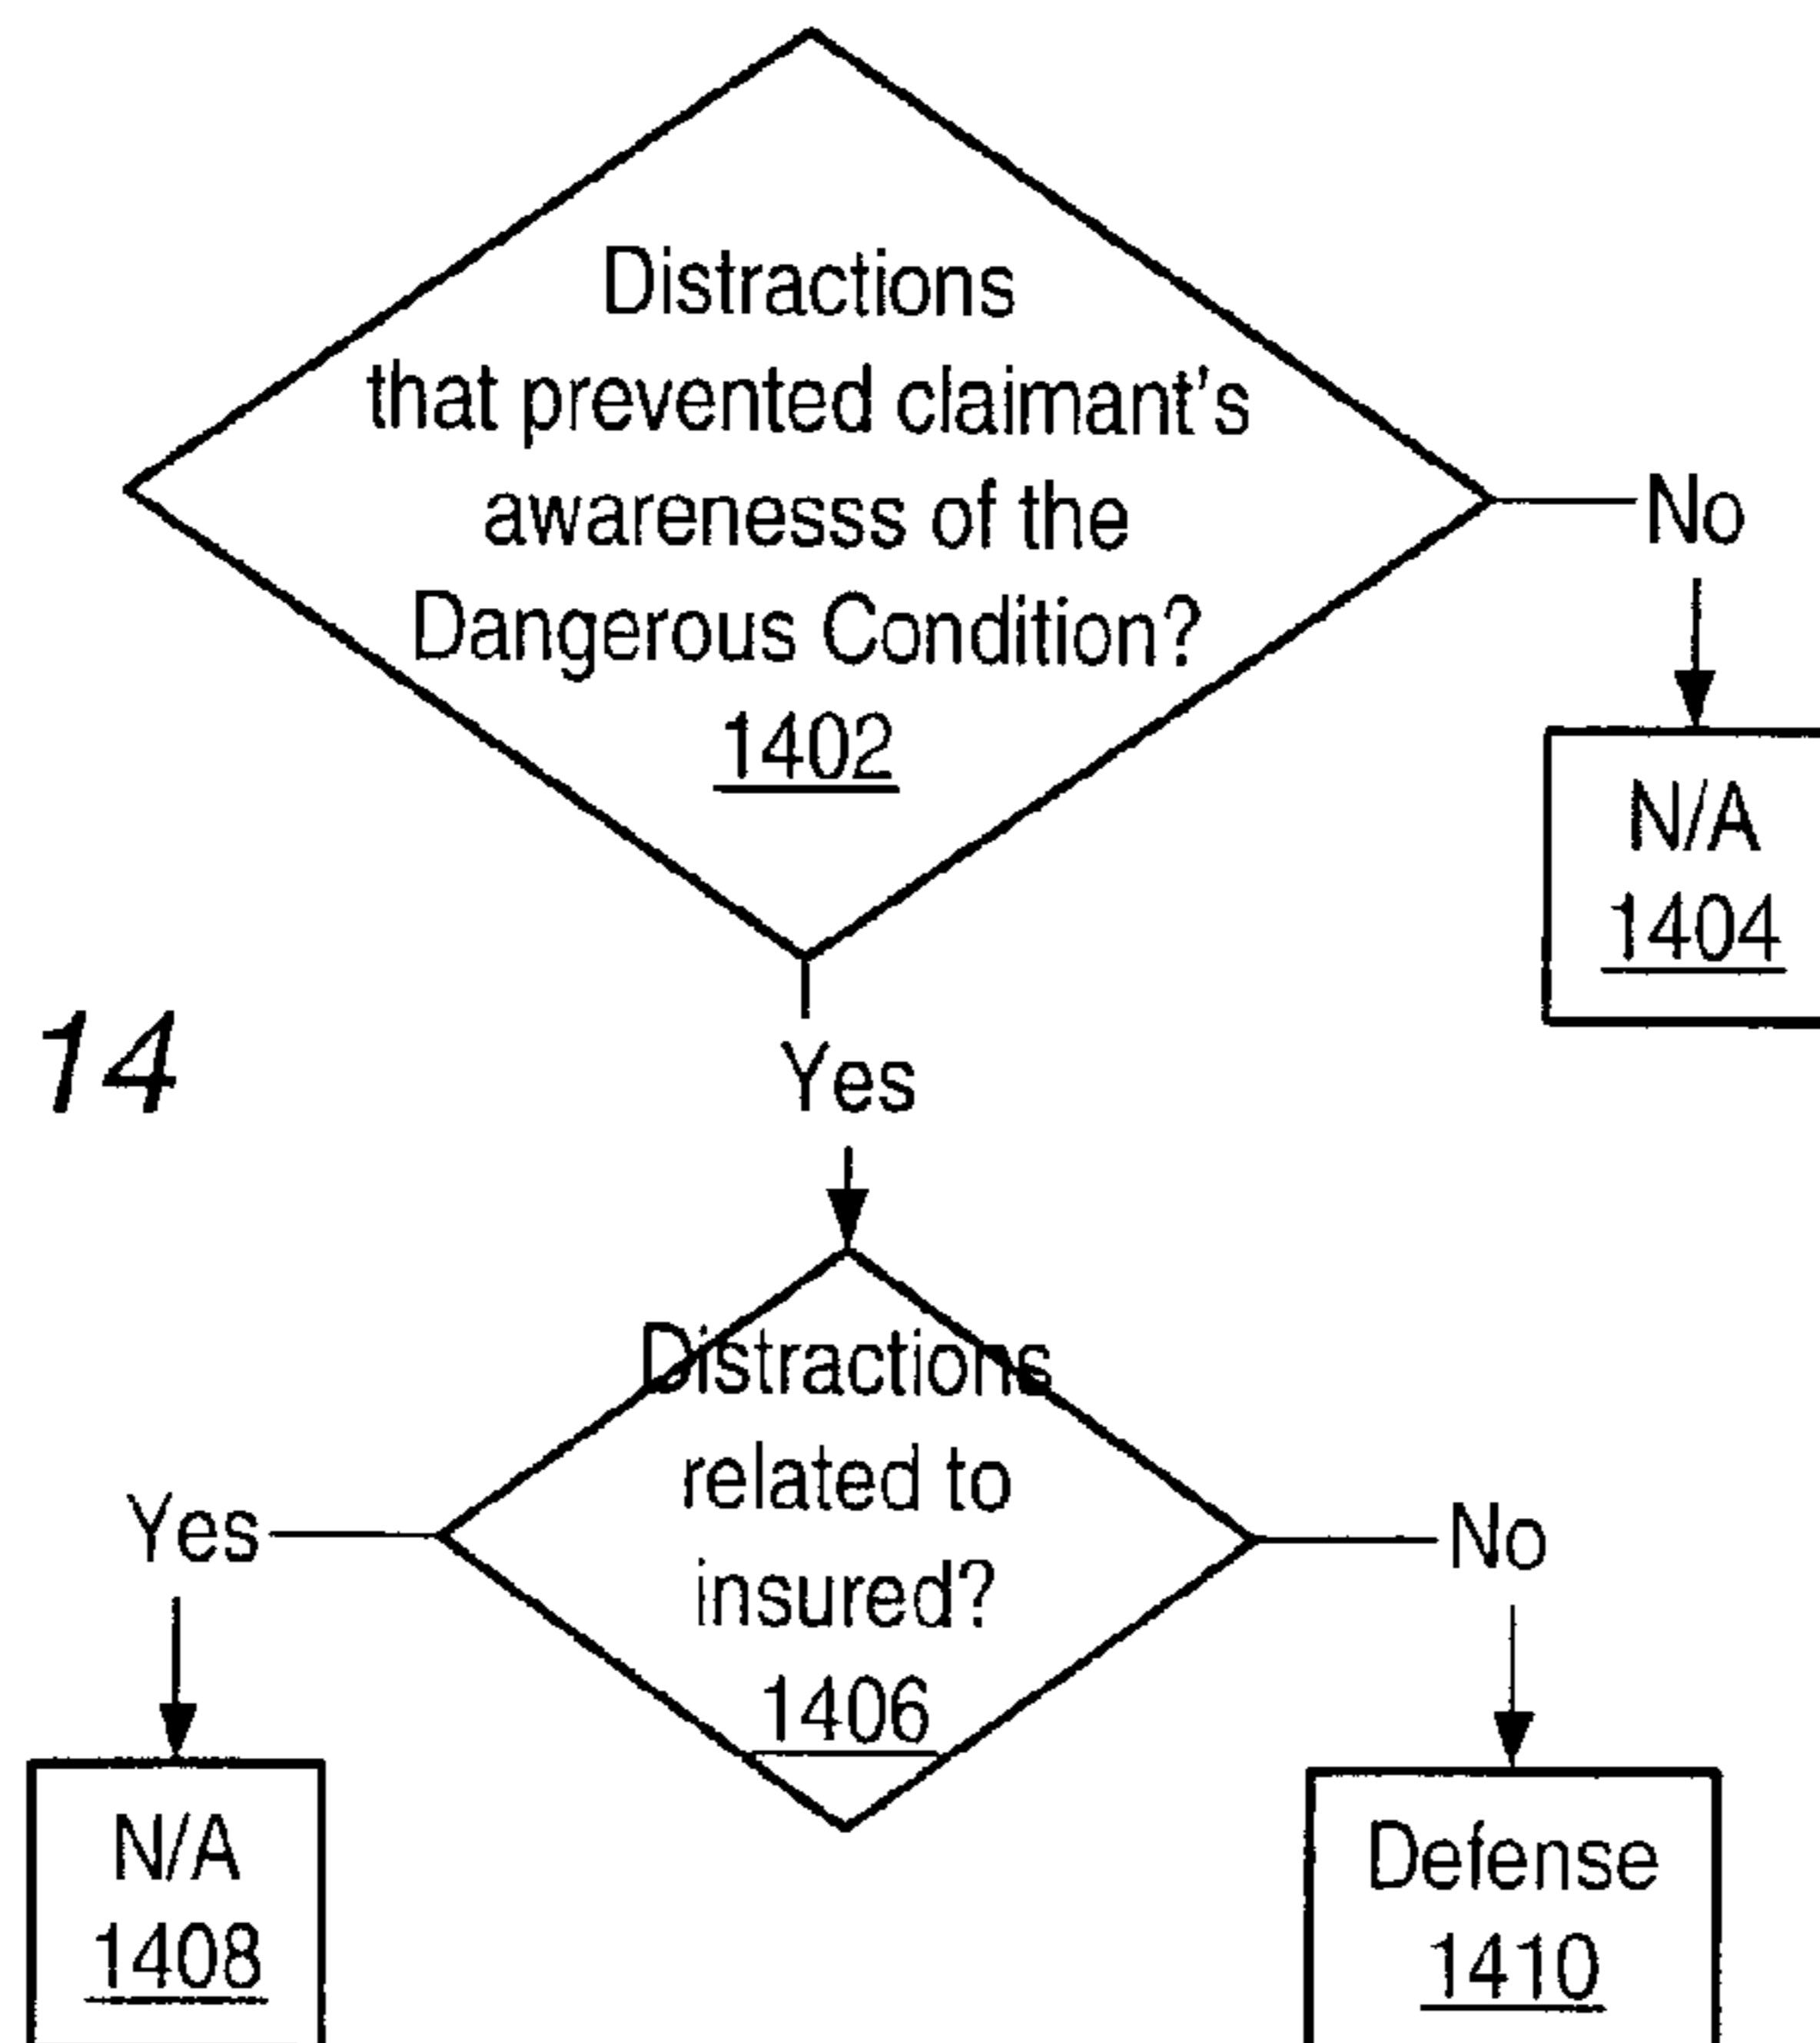 Distractions
that prevented claimant's
awarenesss of the
Dangerous Condition?
1402
No
N/A
1404
14
Yes
Distractions
related to
insured?
1406
Yes
No
N/A
1408
Defense
1410